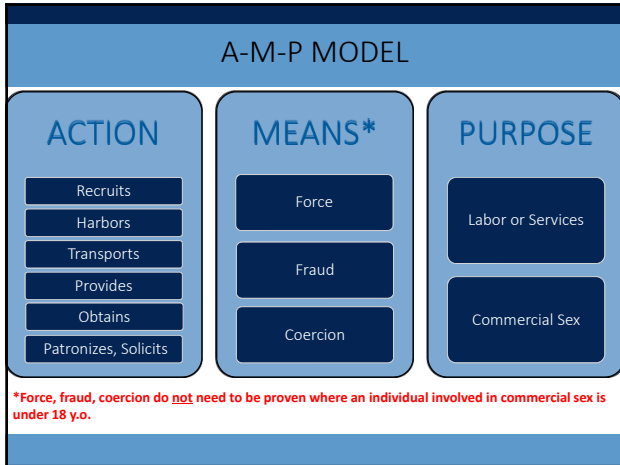 A-M-P MODEL
ACTION
Recruits
Harbors
Transports
Provides
Obtains
Patronizes, Solicits
MEANS*
Force
Fraud
Coercion
PURPOSE
Labor or Services
Commercial Sex
*Force, fraud, coercion do not need to be proven where an individual involved in commercial sex is
under 18 y.o.